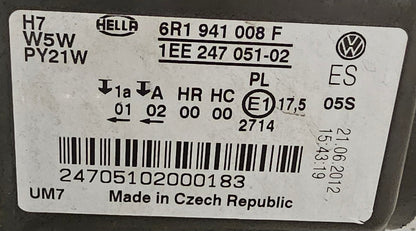 H7
W5W
PY21W
HELLA
6R1 941 008 F
1EE 247 051-02
PL
ES
1a A HR HC E1 17,5 05S
01 02 00 00 2714
21.06.2012
15:43:19
24705102000183
UM7 Made in Czech Republic